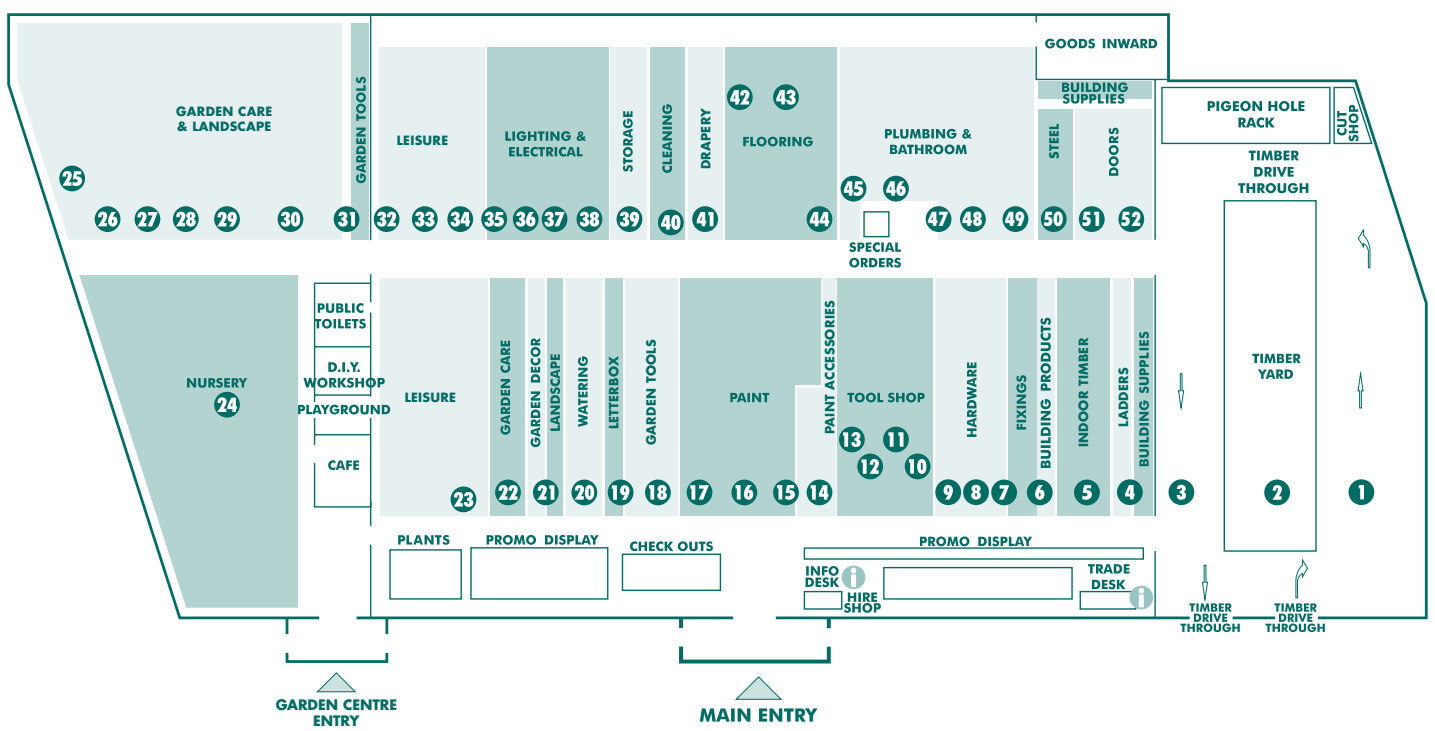 GOODS INWARD
GARDEN CARE
& LANDSCAPE
GARDEN TOOLS
LEISURE
LIGHTING &
ELECTRICAL
STORAGE
CLEANING
DRAPERY
42
43
FLOORING
PLUMBING &
BATHROOM
BUILDING
SUPPLIES
STEEL
DOORS
PIGEON HOLE
RACK
CUT
SHOP
TIMBER
DRIVE
THROUGH
25
26
27
28
29
30
31
32
33
34
35
36
37
38
39
40
41
44
45
46
47
48
49
50
51
52
SPECIAL
ORDERS
NURSERY
24
PUBLIC
TOILETS
D.I.Y.
WORKSHOP
PLAYGROUND
CAFE
LEISURE
GARDEN CARE
GARDEN DECOR
LANDSCAPE
WATERING
LETTERBOX
GARDEN TOOLS
PAINT
PAINT ACCESSORIES
TOOL SHOP
HARDWARE
FIXINGS
BUILDING PRODUCTS
INDOOR TIMBER
LADDERS
BUILDING SUPPLIES
TIMBER
YARD
13
11
12
10
23
22
21
20
19
18
17
16
15
14
9
8
7
6
5
4
3
2
1
PLANTS
PROMO DISPLAY
CHECK OUTS
PROMO DISPLAY
INFO
DESK
i
HIRE
SHOP
TRADE
DESK
i
TIMBER
DRIVE
THROUGH
TIMBER
DRIVE
THROUGH
GARDEN CENTRE
ENTRY
MAIN ENTRY